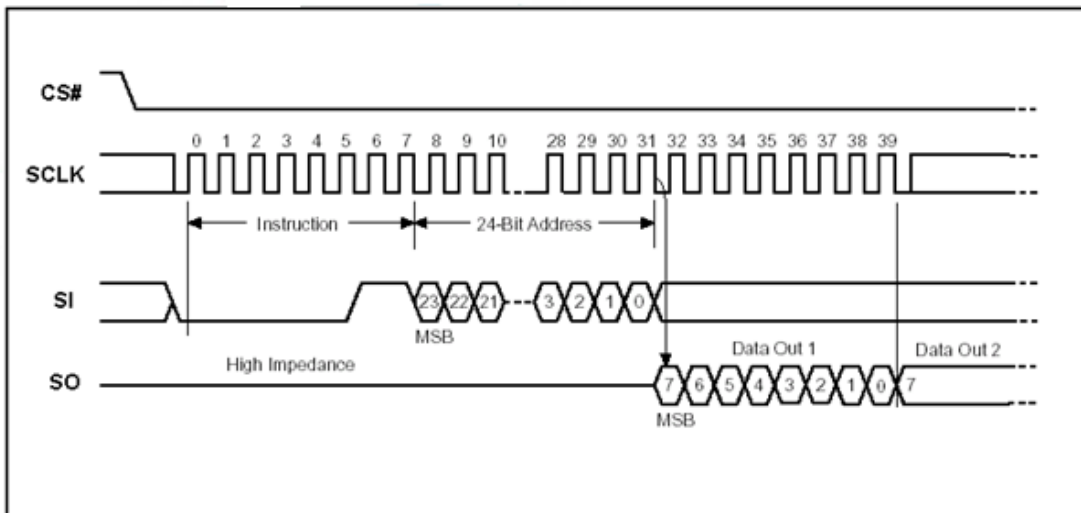 CS#
0 1 2 3 4 5 6 7 8 9 10 28 29 30 31 32 33 34 35 36 37 38 39
SCLK
Instruction 24-Bit Address
SI 23 22 21 3 2 1 0
MSB
Data Out 1 Data Out 2
High Impedance
SO 7 6 5 4 3 2 1 0 7
MSB